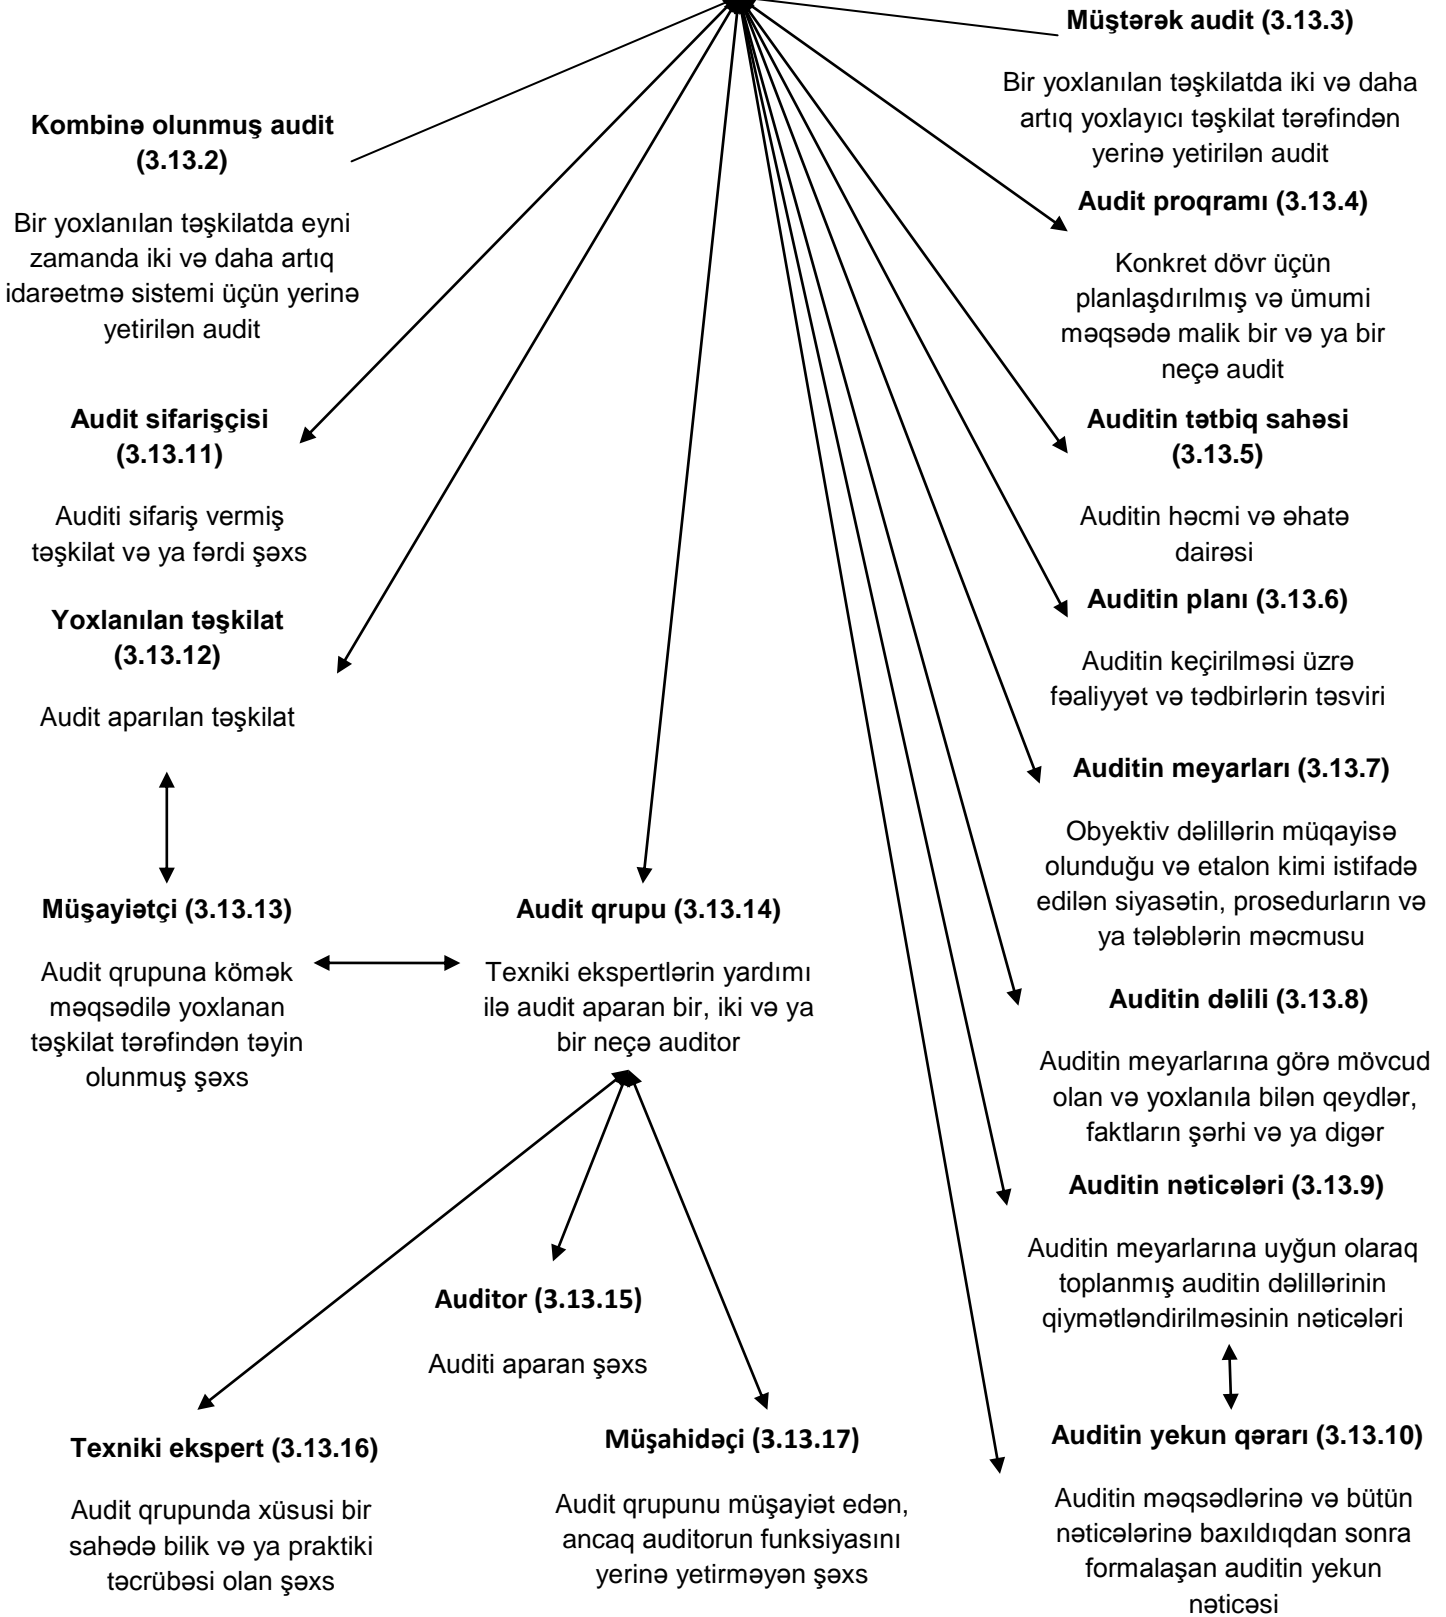 Müştərək audit (3.13.3)
Bir yoxlanılan təşkilatda iki və daha
artıq yoxlayıcı təşkilat tərəfindən
yerinə yetirilən audit
Kombinə olunmuş audit
(3.13.2)
Bir yoxlanılan təşkilatda eyni
zamanda iki və daha artıq
idarəetmə sistemi üçün yerinə
yetirilən audit
Audit proqramı (3.13.4)
Konkret dövr üçün
planlaşdırılmış və ümumi
məqsədə malik bir və ya bir
neçə audit
Audit sifarişçisi
(3.13.11)
Auditi sifariş vermiş
təşkilat və ya fərdi şəxs
Auditin tətbiq sahəsi
(3.13.5)
Auditin həcmi və əhatə
dairəsi
Yoxlanılan təşkilat
(3.13.12)
Audit aparılan təşkilat
Auditin planı (3.13.6)
Auditin keçirilməsi üzrə
fəaliyyət və tədbirlərin təsviri
Auditin meyarları (3.13.7)
Obyektiv dəlillərin müqayisə
olunduğu və etalon kimi istifadə
edilən siyasətin, prosedurların və
ya tələblərin məcmusu
Müşayiətçi (3.13.13)
Audit qrupuna kömək
məqsədilə yoxlanan
təşkilat tərəfindən təyin
olunmuş şəxs
Audit qrupu (3.13.14)
Texniki ekspertlərin yardımı
ilə audit aparan bir, iki və ya
bir neçə auditor
Auditin dəlili (3.13.8)
Auditin meyarlarına görə mövcud
olan və yoxlanıla bilən qeydlər,
faktların şərhi və ya digər
Auditin nəticələri (3.13.9)
Auditin meyarlarına uyğun olaraq
toplanmış auditin dəlillərinin
qiymətləndirilməsinin nəticələri
Auditor (3.13.15)
Auditi aparan şəxs
Texniki ekspert (3.13.16)
Audit qrupunda xüsusi bir
sahədə bilik və ya praktiki
təcrübəsi olan şəxs
Müşahidəçi (3.13.17)
Audit qrupunu müşayiət edən,
ancaq auditorun funksiyasını
yerinə yetirməyən şəxs
Auditin yekun qərarı (3.13.10)
Auditin məqsədlərinə və bütün
nəticələrinə baxıldıqdan sonra
formalaşan auditin yekun
nəticəsi